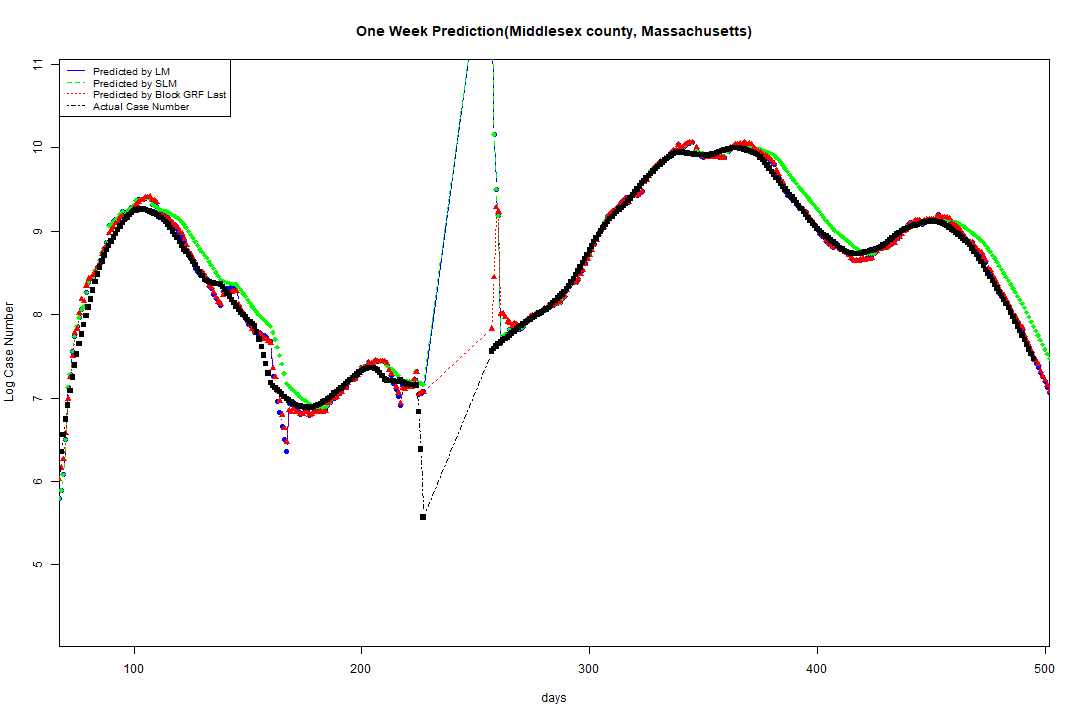 One Week Prediction(Middlesex county, Massachusetts)
Predicted by LM
Predicted by SLM
Predicted by Block GRF Last
Actual Case Number
11
10
9
8
7
6
5
Log Case Number
100 200 300 400 500
days